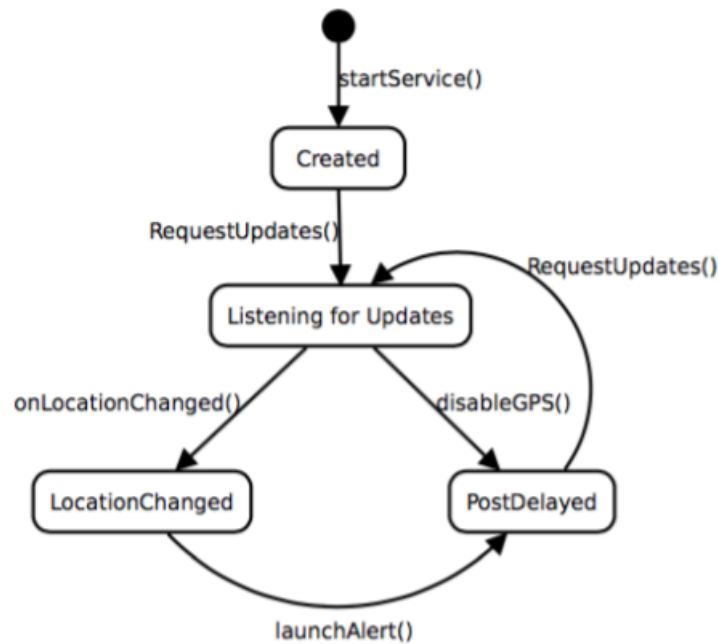 startService()
Created
RequestUpdates()
RequestUpdates()
Listening for Updates
onLocationChanged()
disableGPS()
LocationChanged
PostDelayed
launchAlert()